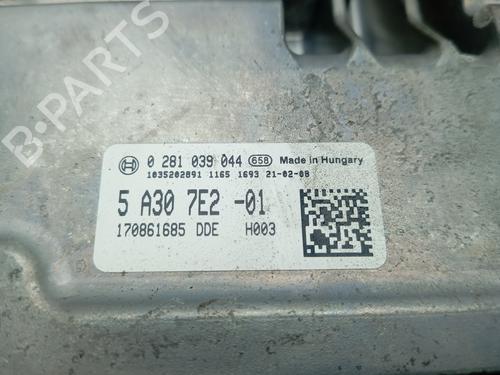 0 281 039 044 658 Made in Hungary
1035202891 1165 1693 21-02-08
5 A30 7E2 -01
170861685 DDE H003
B-PARTS